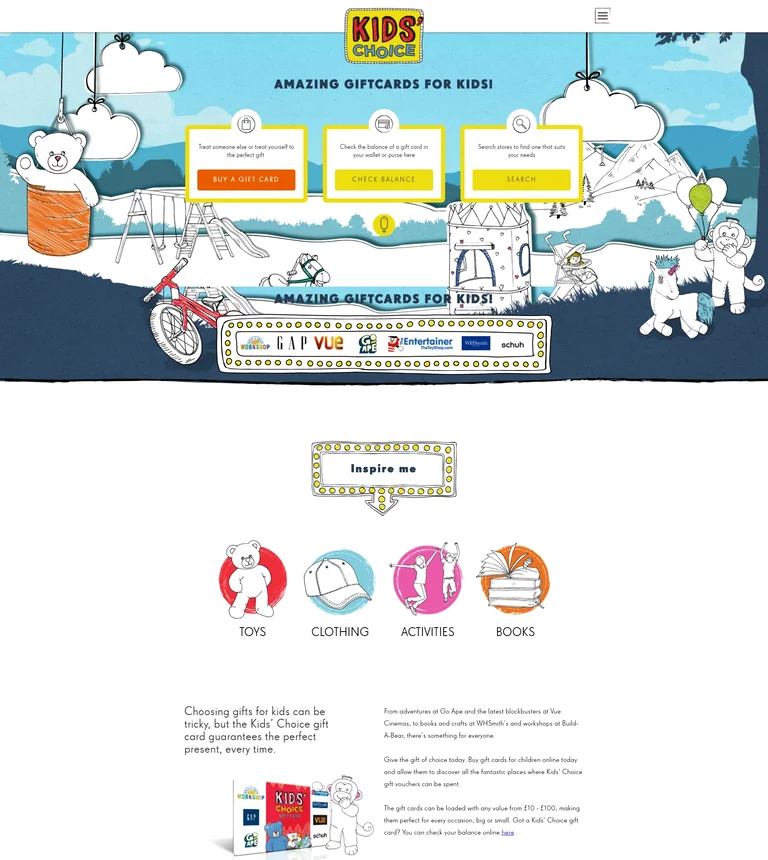 KIDS'
CHOICE
AMAZING GIFTCARDS FOR KIDS!
Treat someone else or treat yourself to
the perfect gift
BUY A GIFT CARD
Check the balance of a gift card in
your wallet or purse here
CHECK BALANCE
Search stores to find one that suits
your needs
SEARCH
AMAZING GIFTCARDS FOR KIDS!
WORKSHOP
GAP
VUE
GO
APE
Entertainer
TheToyShop.com
WHSmith
schuh
Inspire me
TOYS
CLOTHING
ACTIVITIES
BOOKS
Choosing gifts for kids can be
tricky, but the Kids' Choice gift
card guarantees the perfect
present, every time.
From adventures at Go Ape and the latest blockbusters at Vue
Cinemas, to books and crafts at WHSmith's and workshops at Build-
A-Bear, there's something for everyone.
Give the gift of choice today. Buy gift cards for children online today
and allow them to discover all the fantastic places where Kids' Choice
gift vouchers can be spent.
The gift cards can be loaded with any value from £10 - £100, making
them perfect for every occasion; big or small. Got a Kids' Choice gift
card? You can check your balance online here.
WORKSHOP
GAP
GO
APE
KIDS'
CHOICE
vue
schuh